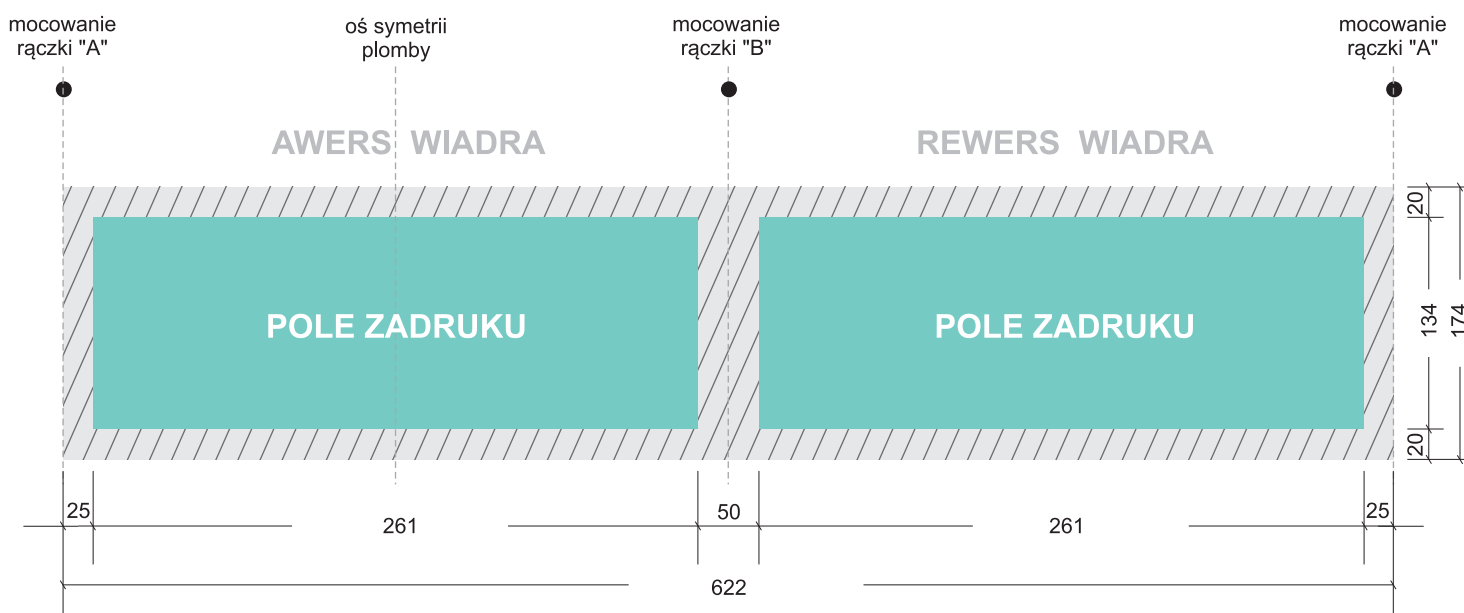 mocowanie
rączki "A"
oś symetrii
plomby
mocowanie
rączki "B"
mocowanie
rączki "A"
AWERS WIADRA
REWERS WIADRA
POLE ZADRUKU
POLE ZADRUKU
20
134
174
20
25
261
50
261
25
622